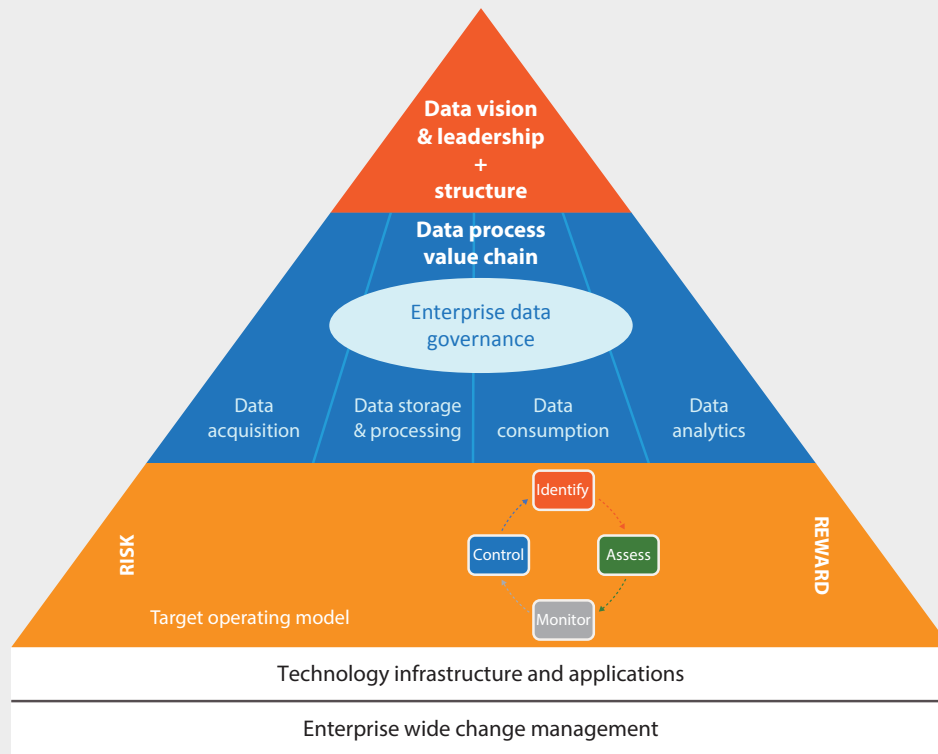 Data vision
& leadership
+
structure
Data process
value chain
Enterprise data
governance
Data
acquisition
Data storage
& processing
Data
consumption
Data
analytics
RISK
Identify
Control
Assess
Monitor
REWARD
Target operating model
Technology infrastructure and applications
Enterprise wide change management